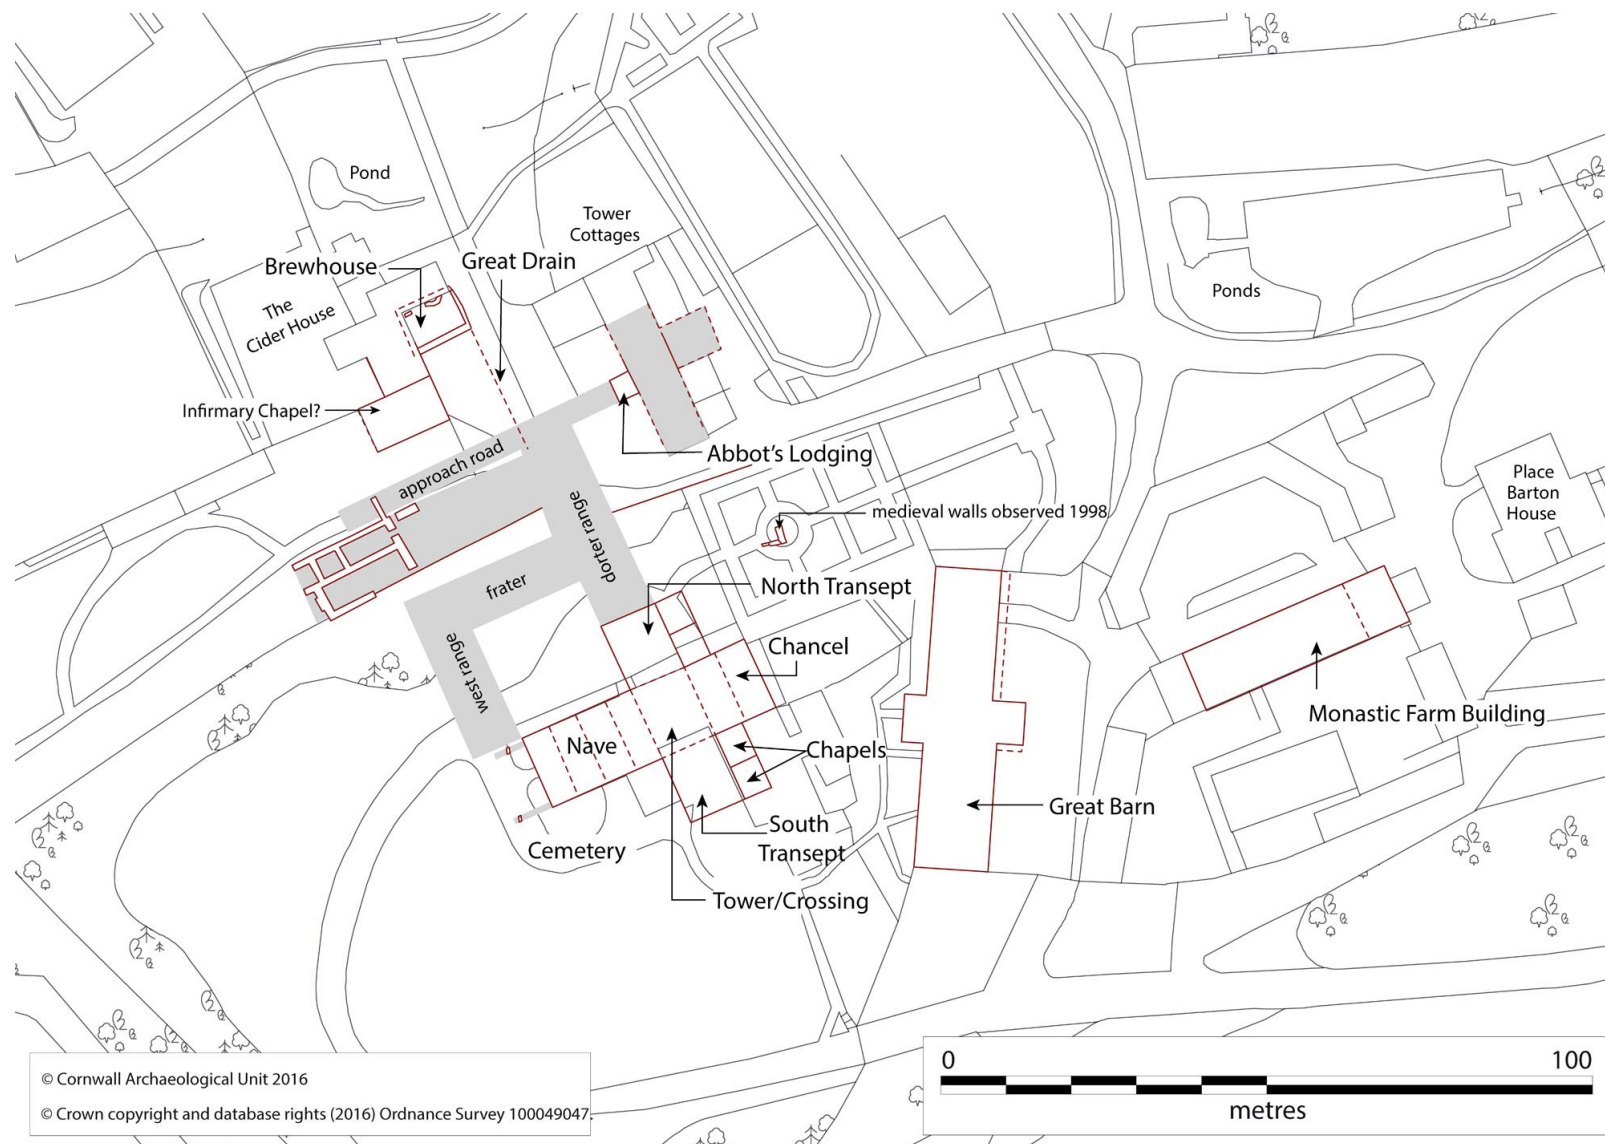 Pond
Tower
Cottages
Brewhouse
Great Drain
The
Cider House
Ponds
Infirmary Chapel?
approach road
Abbot's Lodging
Place
Barton
House
dorter range
medieval walls observed 1998
frater
North Transept
west range
Chancel
Monastic Farm Building
Nave
Chapels
Great Barn
South
Transept
Cemetery
Tower/Crossing
© Cornwall Archaeological Unit 2016
© Crown copyright and database rights (2016) Ordnance Survey 100049047.
0 100
metres